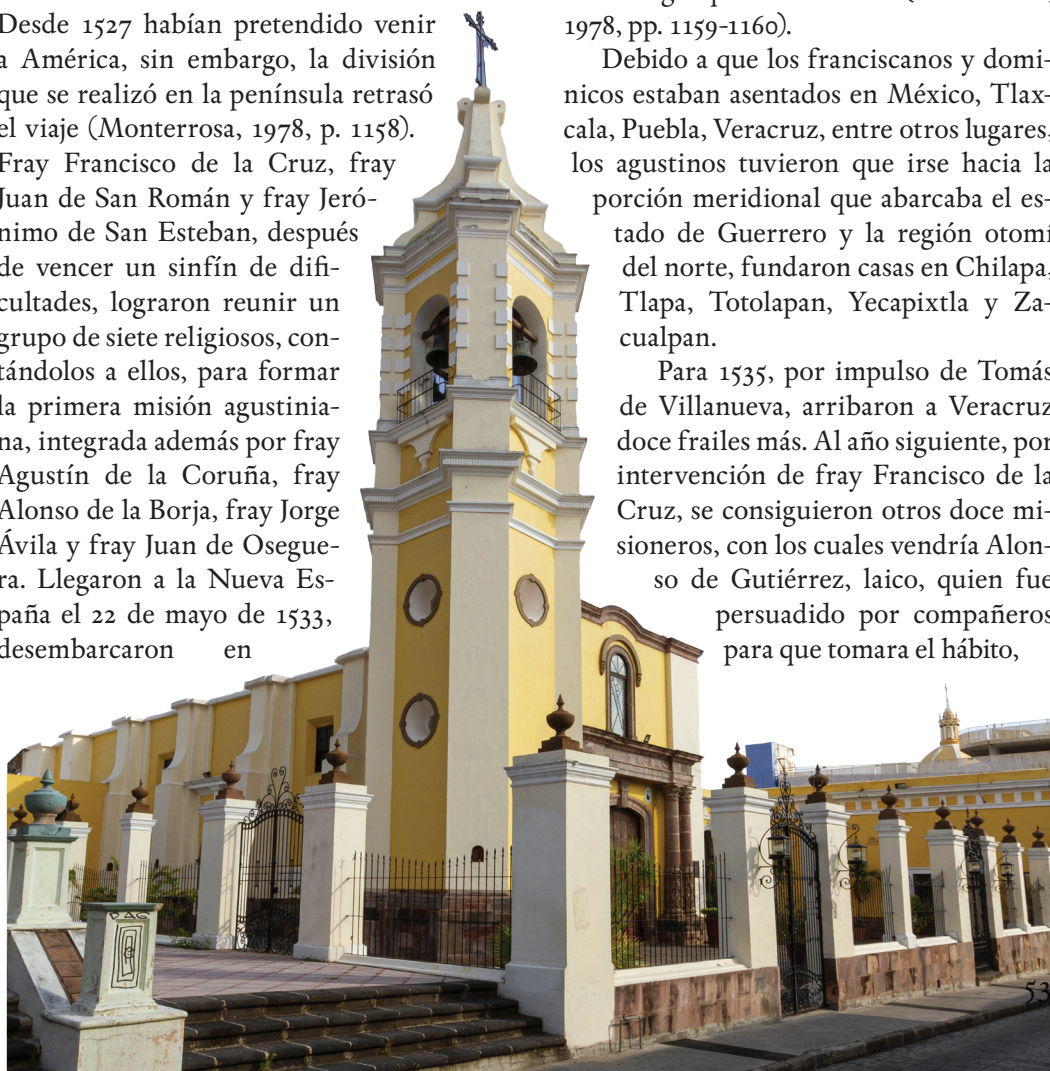 Desde 1527 habían pretendido venir
a América, sin embargo, la división
que se realizó en la península retrasó
el viaje (Monterrosa, 1978, p. 1158).
Fray Francisco de la Cruz, fray
Juan de San Román y fray Jeró-
nimo de San Esteban, después
de vencer un sinfín de difi-
cultades, lograron reunir un
grupo de siete religiosos, con-
tándolos a ellos, para formar
la primera misión agustinia-
na, integrada además por fray
Agustín de la Coruña, fray
Alonso de la Borja, fray Jorge
Ávila y fray Juan de Osegue-
ra. Llegaron a la Nueva Es-
paña el 22 de mayo de 1533,
desembarcaron en
1978, pp. 1159-1160).
Debido a que los franciscanos y domi-
nicos estaban asentados en México, Tlax-
cala, Puebla, Veracruz, entre otros lugares,
los agustinos tuvieron que irse hacia la
porción meridional que abarcaba el es-
tado de Guerrero y la región otomí
del norte, fundaron casas en Chilapa,
Tlapa, Totolapan, Yecapixtla y Za-
cualpan.
Para 1535, por impulso de Tomás
de Villanueva, arribaron a Veracruz
doce frailes más. Al año siguiente, por
intervención de fray Francisco de la
Cruz, se consiguieron otros doce mi-
sioneros, con los cuales vendría Alon-
so de Gutiérrez, laico, quien fue
persuadido por compañeros
para que tomara el hábito,
PAG
53